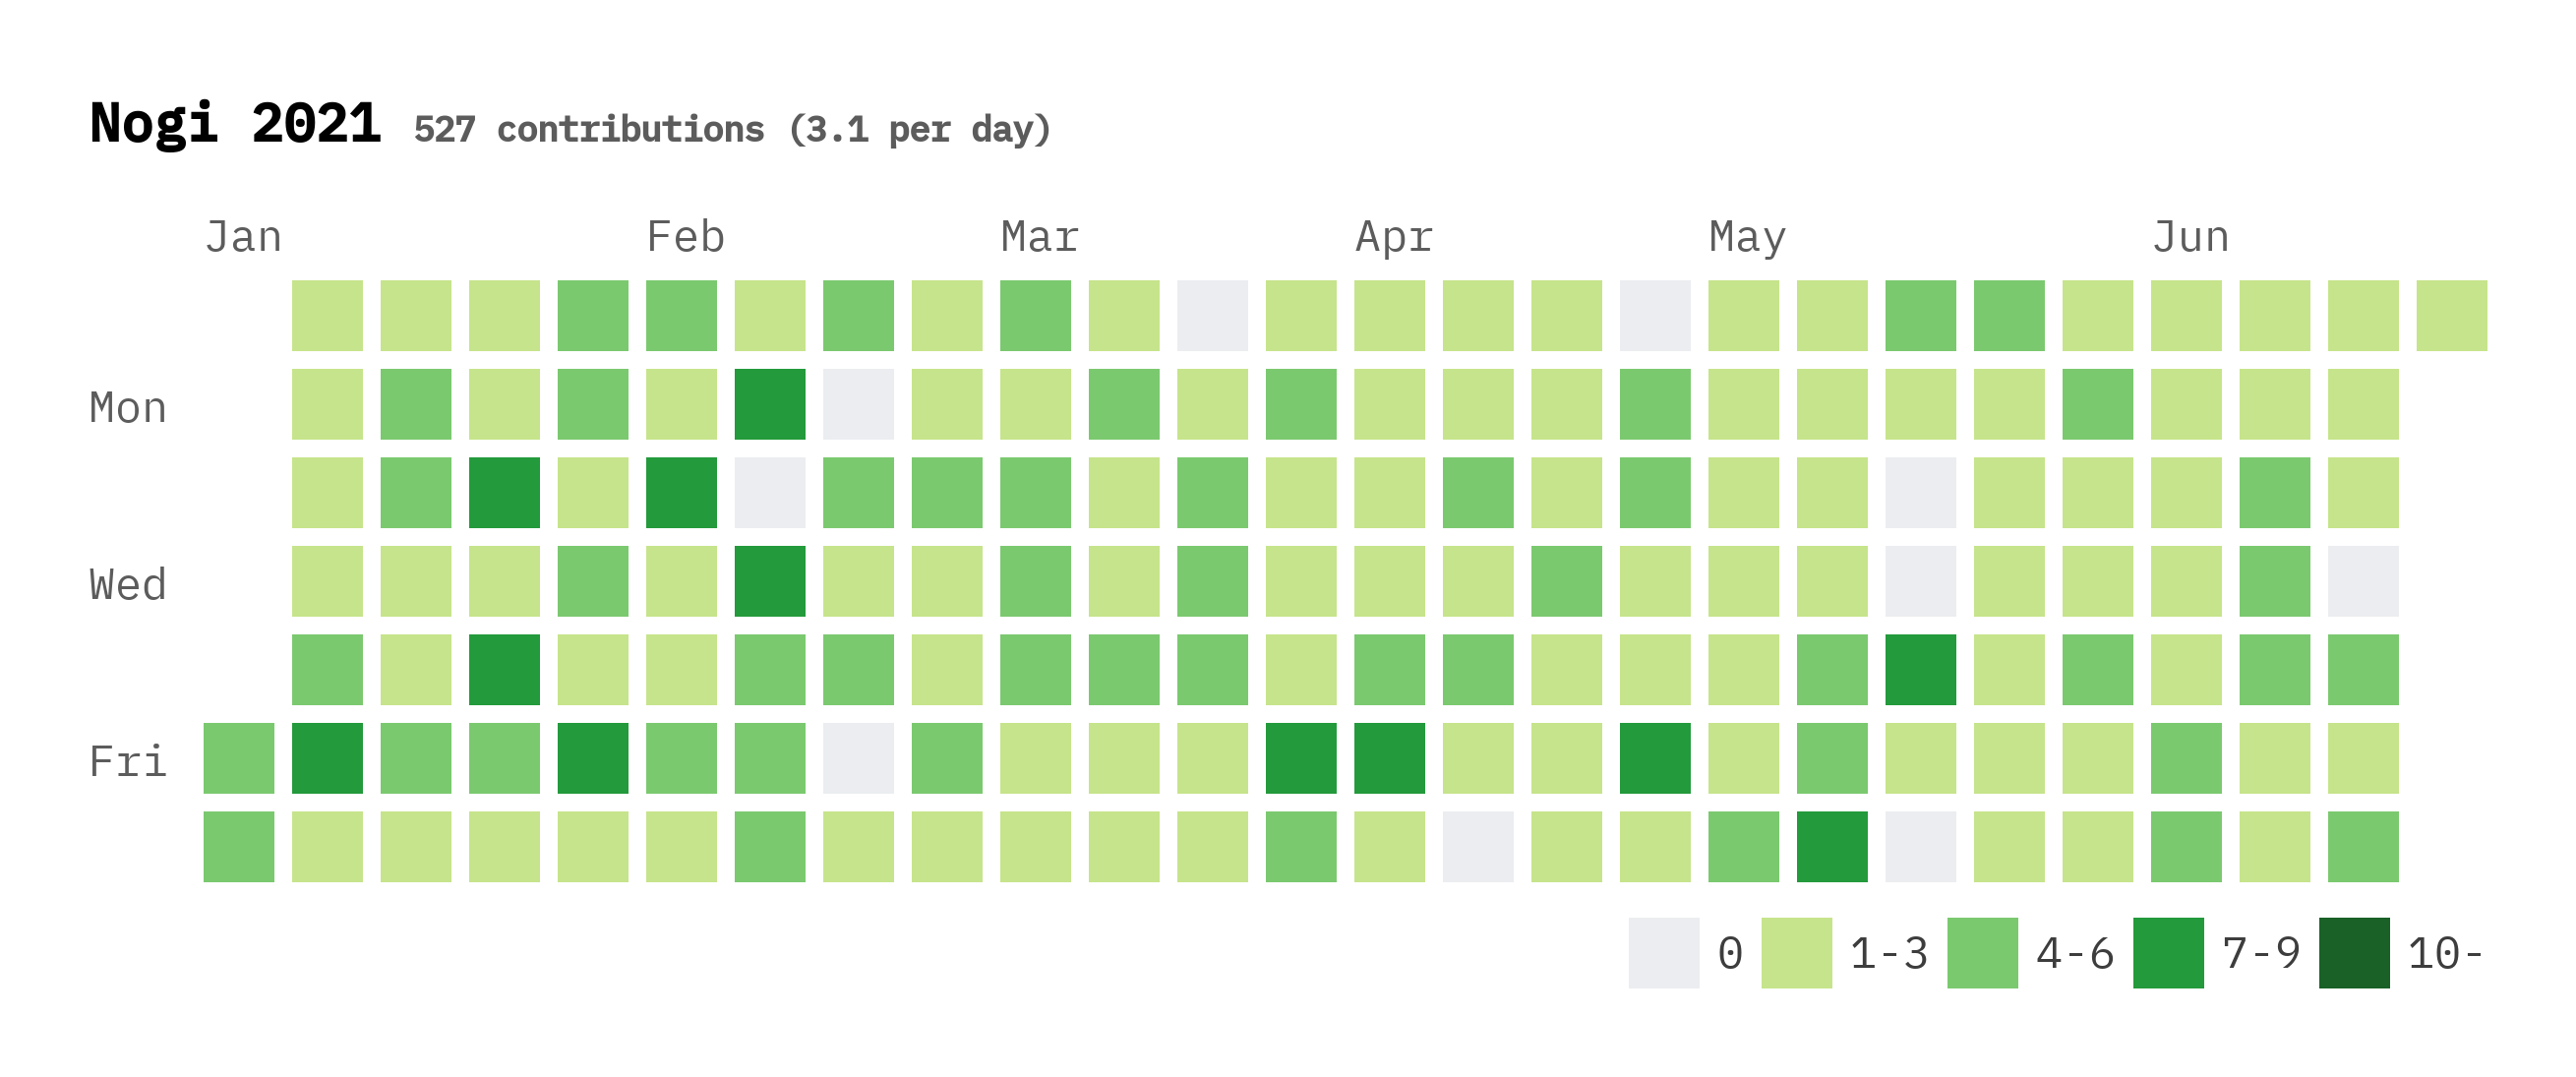 Nogi 2021 527 contributions (3.1 per day)
Jan Feb Mar Apr May Jun
Mon
Wed
Fri
0 1-3 4-6 7-9 10-